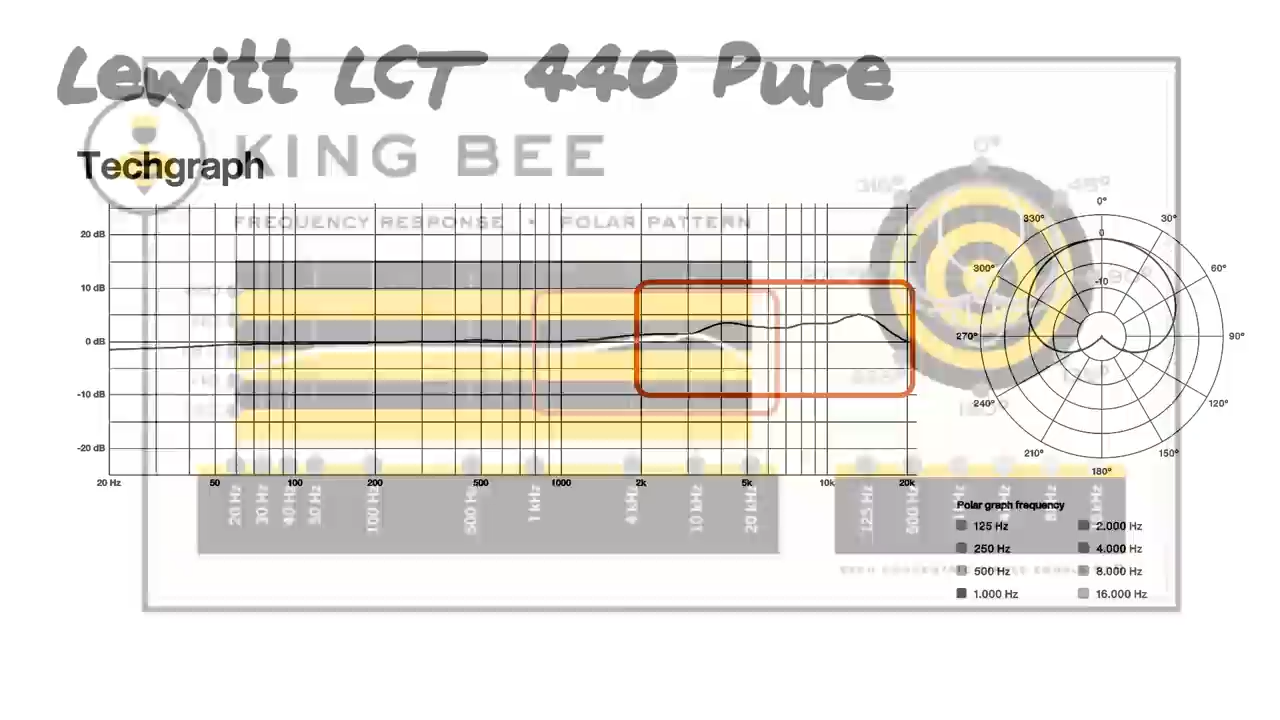 Lewitt LCT 440 Pure
KING BEE
Techgraph
FREQUENCY RESPONSE • POLAR PATTERN
20 dB
10 dB
0 dB
-10 dB
-20 dB
20 Hz 50 100 200 500 1000 2k 5k 10k 20k
20 Hz 30 Hz 40 Hz 50 Hz 100 Hz 500 Hz 1 kHz 4 kHz 10 kHz 20 kHz
0°
45°
315°
90°
0°
30°
60°
90°
120°
150°
180°
210°
240°
270°
300°
330°
0
-10
125 Hz 500 Hz
Polar graph frequency
125 Hz 2.000 Hz
250 Hz 4.000 Hz
500 Hz 8.000 Hz
1.000 Hz 16.000 Hz